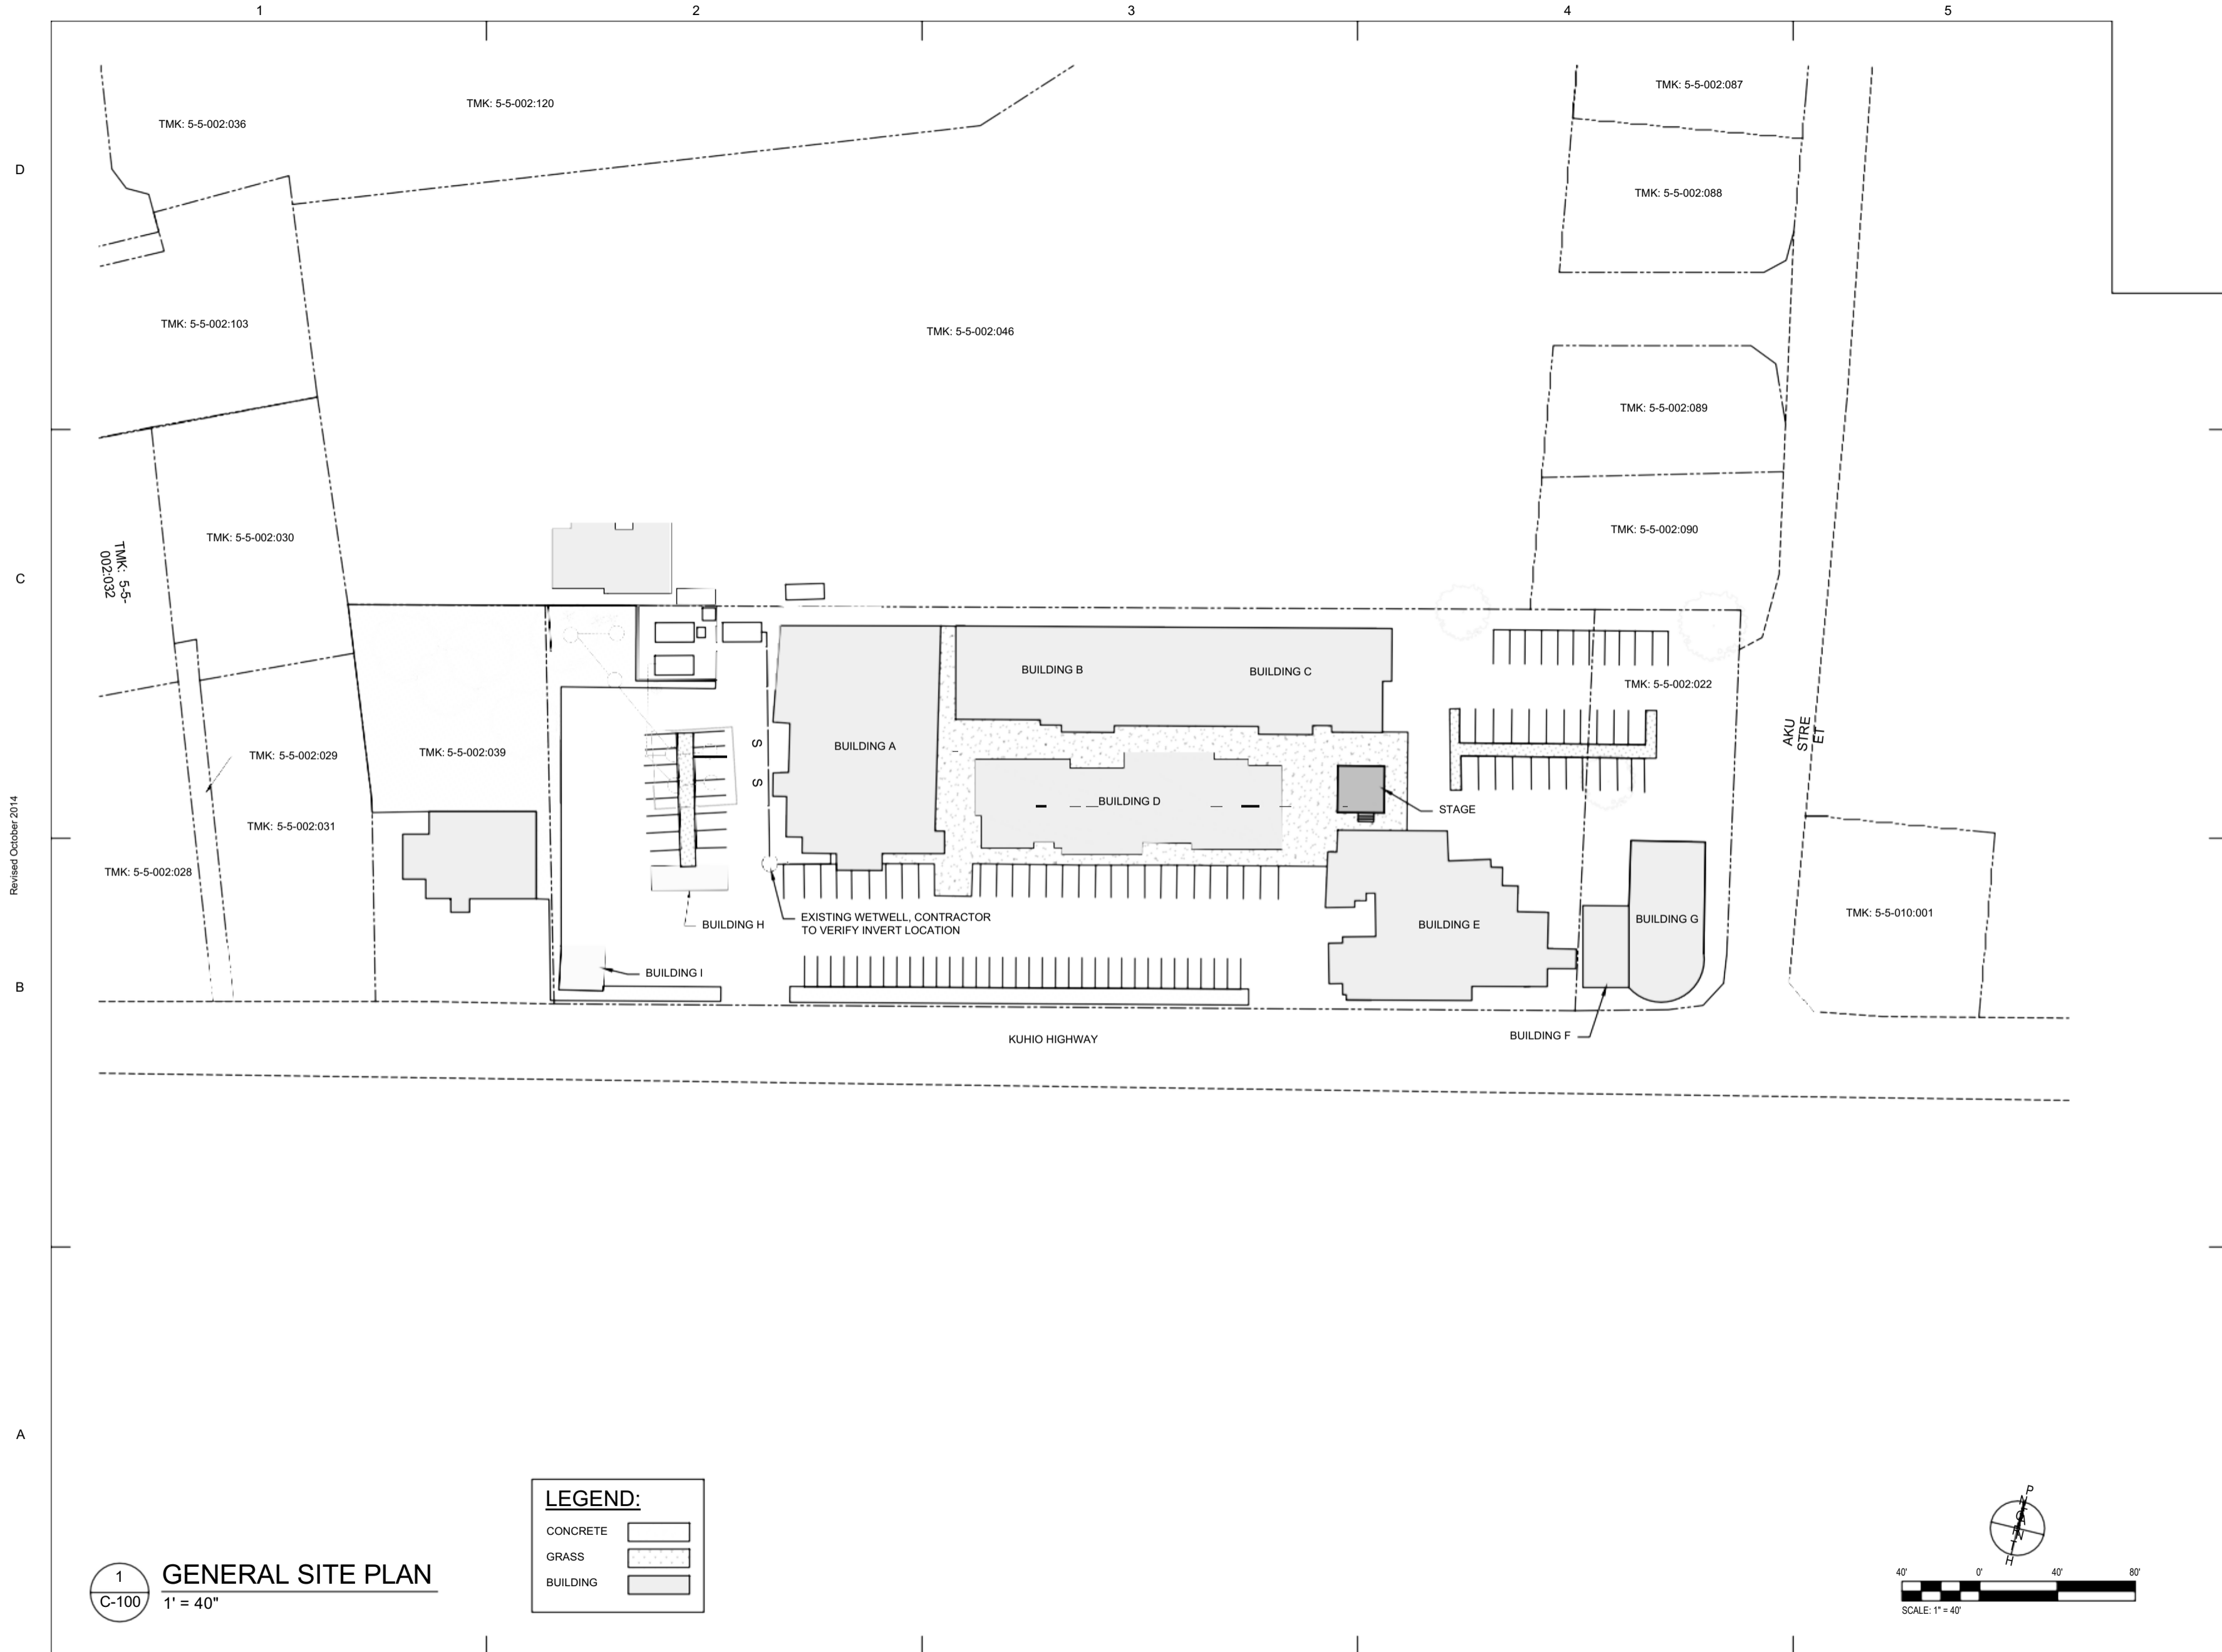 1
2
3
4
5
TMK: 5-5-002:087
TMK: 5-5-002:120
TMK: 5-5-002:036
D
TMK: 5-5-002:088
TMK: 5-5-002:103
TMK: 5-5-002:046
TMK: 5-5-002:089
TMK: 5-5-002:030
TMK: 5-5-002:090
TMK: 5-5-
002:032
C
BUILDING B
BUILDING C
TMK: 5-5-002:022
AKU
STRE
ET
S
S
BUILDING A
TMK: 5-5-002:039
TMK: 5-5-002:029
BUILDING D
STAGE
TMK: 5-5-002:031
Revised October 2014
TMK: 5-5-002:028
TMK: 5-5-010:001
EXISTING WETWELL, CONTRACTOR
TO VERIFY INVERT LOCATION
BUILDING H
BUILDING E
BUILDING G
BUILDING I
B
KUHIO HIGHWAY
BUILDING F
A
LEGEND:
CONCRETE
GRASS
BUILDING
1
C-100
GENERAL SITE PLAN
1' = 40"
40'
0'
40'
80'
SCALE: 1" = 40'